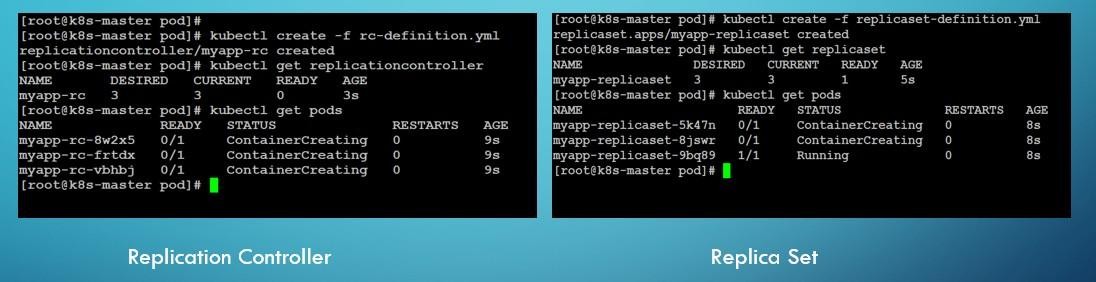 [root@k8s-master pod]#
[root@k8s-master pod]# kubectl create -f rc-definition.yml
replicationcontroller/myapp-rc created
[root@k8s-master pod]# kubectl get replicationcontroller
NAME DESIRED CURRENT READY AGE
myapp-rc 3 3 0 3s
[root@k8s-master pod]# kubectl get pods
NAME READY STATUS RESTARTS AGE
myapp-rc-8w2x5 0/1 ContainerCreating 0 9s
myapp-rc-frtdx 0/1 ContainerCreating 0 9s
myapp-rc-vbhbj 0/1 ContainerCreating 0 9s
[root@k8s-master pod]#
Replication Controller
[root@k8s-master pod]# kubectl create -f replicaset-definition.yml
replicaset.apps/myapp-replicaset created
[root@k8s-master pod]# kubectl get replicaset
NAME DESIRED CURRENT READY AGE
myapp-replicaset 3 3 1 5s
[root@k8s-master pod]# kubectl get pods
NAME READY STATUS RESTARTS AGE
myapp-replicaset-5k47n 0/1 ContainerCreating 0 8s
myapp-replicaset-8jswr 0/1 ContainerCreating 0 8s
myapp-replicaset-9bq89 1/1 Running 0 8s
[root@k8s-master pod]#
Replica Set